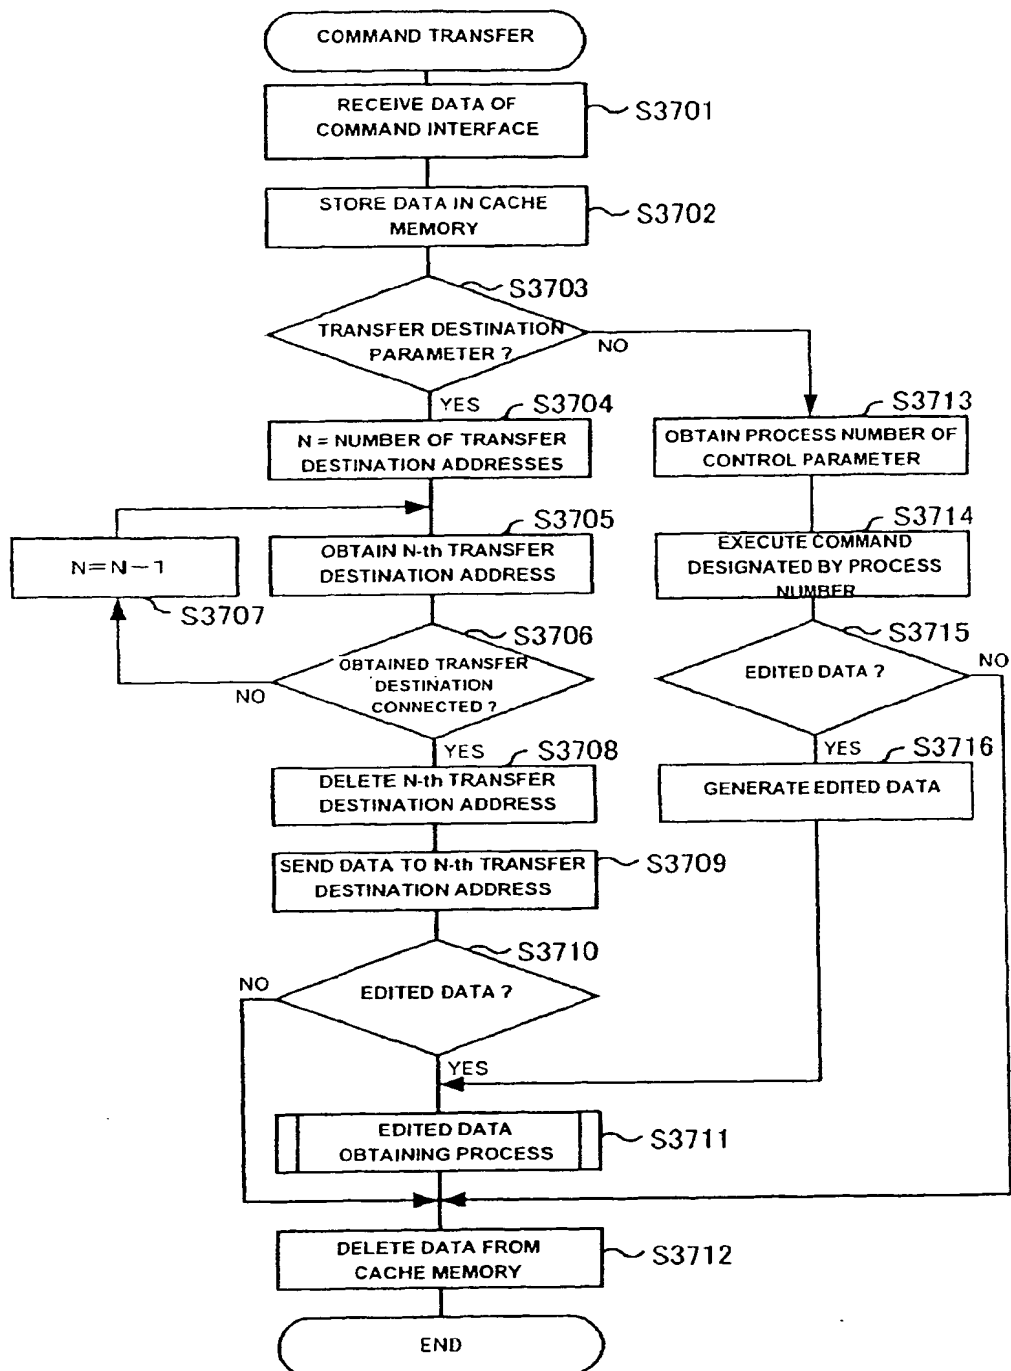 COMMAND TRANSFER
RECEIVE DATA OF
COMMAND INTERFACE
S3701
STORE DATA IN CACHE
MEMORY
S3702
S3703
TRANSFER DESTINATION
PARAMETER ?
NO
YES
S3704
N = NUMBER OF TRANSFER
DESTINATION ADDRESSES
S3713
OBTAIN PROCESS NUMBER OF
CONTROL PARAMETER
S3705
OBTAIN N-th TRANSFER
DESTINATION ADDRESS
N=N-1
S3707
S3714
EXECUTE COMMAND
DESIGNATED BY PROCESS
NUMBER
S3706
OBTAINED TRANSFER
DESTINATION
CONNECTED ?
NO
YES
S3715
EDITED DATA ?
NO
YES
S3708
DELETE N-th TRANSFER
DESTINATION ADDRESS
S3716
GENERATE EDITED DATA
SEND DATA TO N-th TRANSFER
DESTINATION ADDRESS
S3709
S3710
EDITED DATA ?
NO
YES
EDITED DATA
OBTAINING PROCESS
S3711
DELETE DATA FROM
CACHE MEMORY
S3712
END